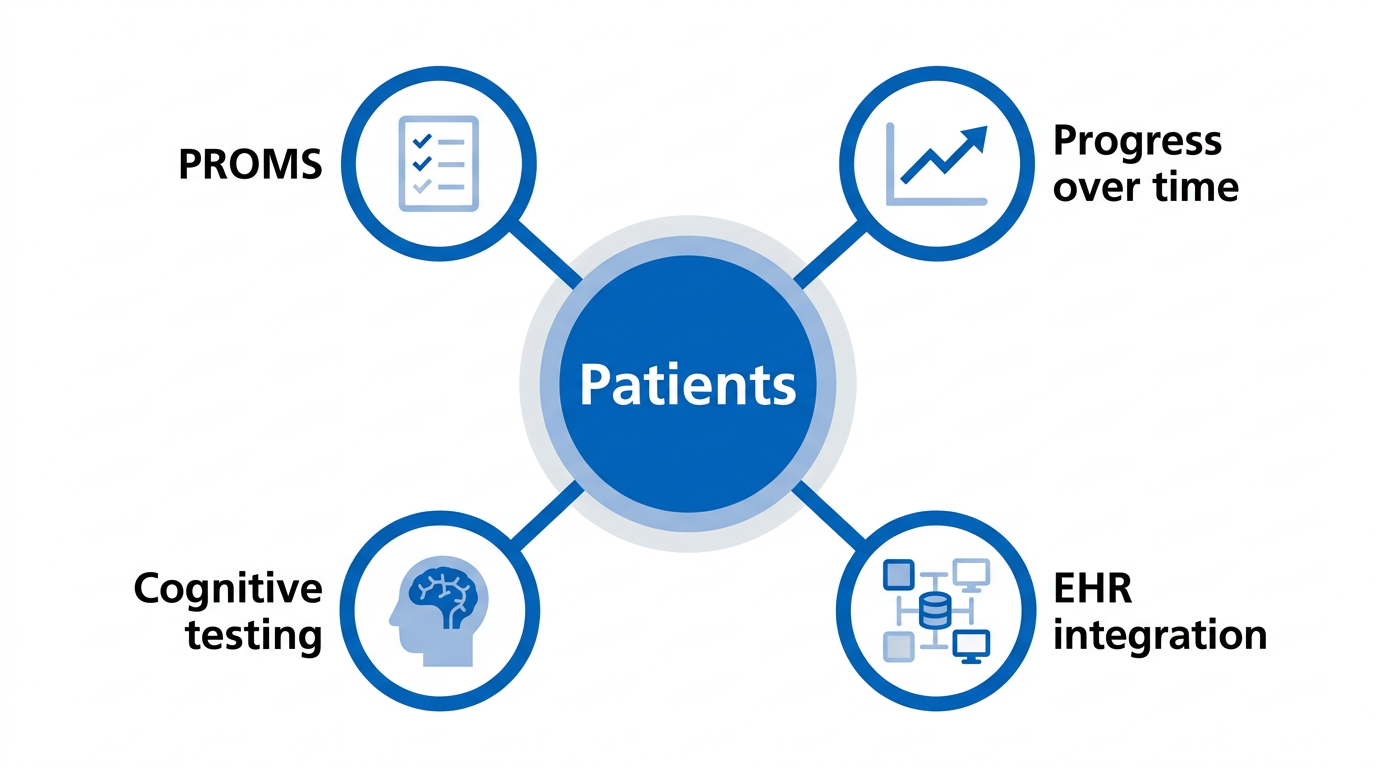 PROMS
Progress
over time
Patients
Cognitive
testing
EHR
integration